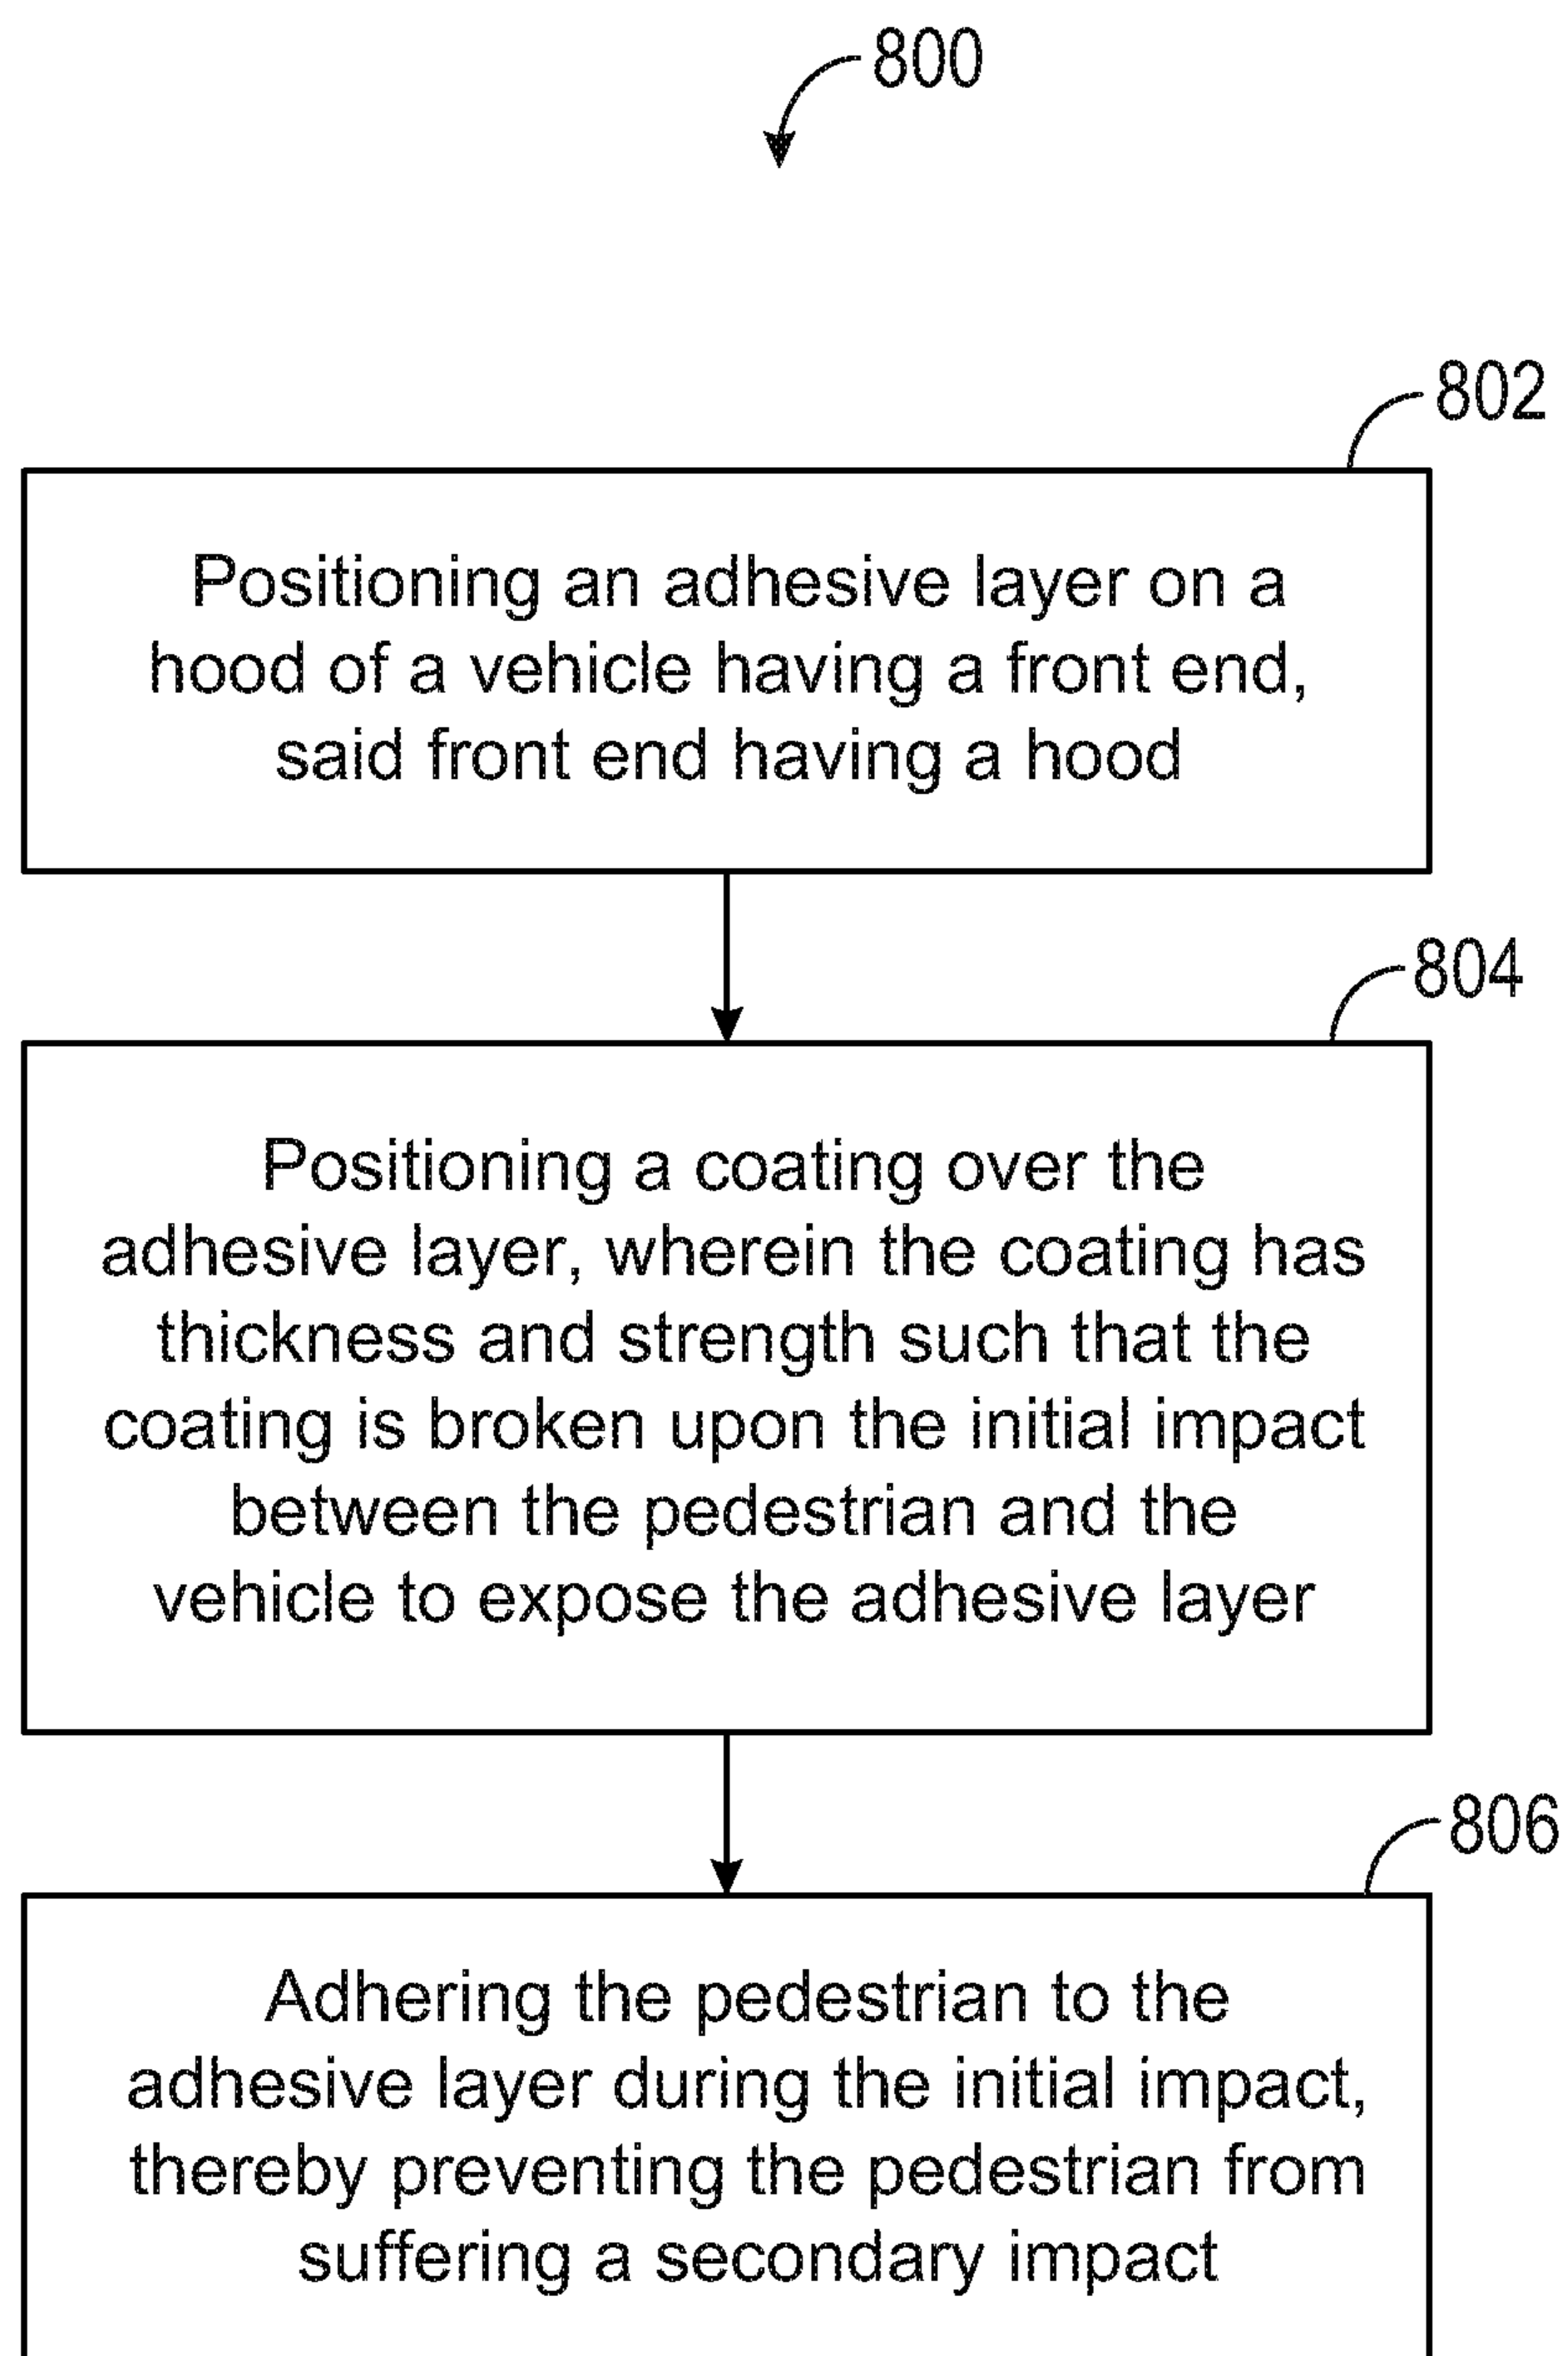 800
802
Positioning an adhesive layer on a
hood of a vehicle having a front end,
said front end having a hood
804
Positioning a coating over the
adhesive layer, wherein the coating has
thickness and strength such that the
coating is broken upon the initial impact
between the pedestrian and the
vehicle to expose the adhesive layer
806
Adhering the pedestrian to the
adhesive layer during the initial impact,
thereby preventing the pedestrian from
suffering a secondary impact